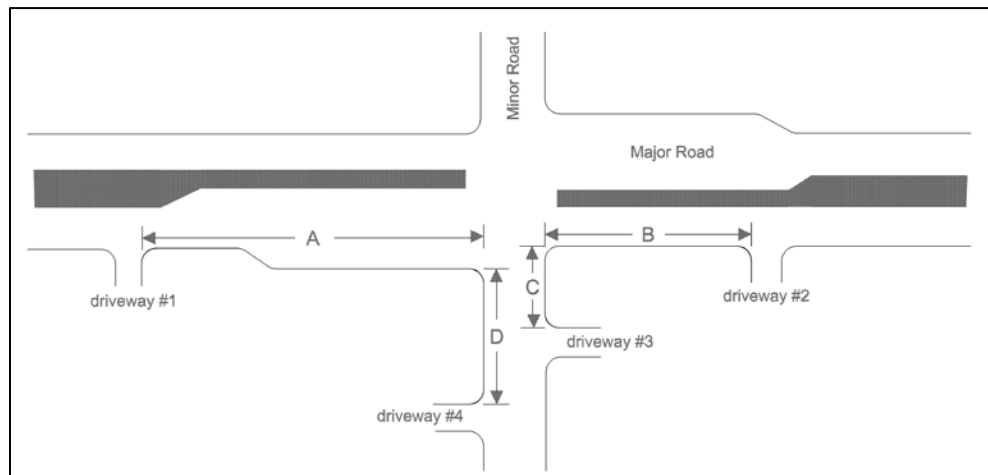 Minor Road
Major Road
A
B
C
D
driveway #1
driveway #2
driveway #3
driveway #4